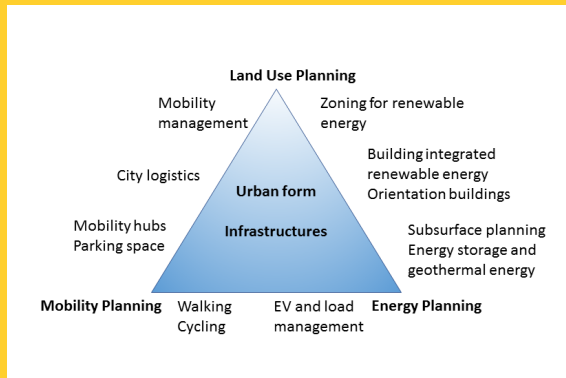 Land Use Planning
Mobility
management
Zoning for renewable
energy
Building integrated
renewable energy
Orientation buildings
City logistics
Urban form
Mobility hubs
Parking space
Infrastructures
Subsurface planning
Energy storage and
geothermal energy
Mobility Planning
Walking
Cycling
EV and load
management
Energy Planning